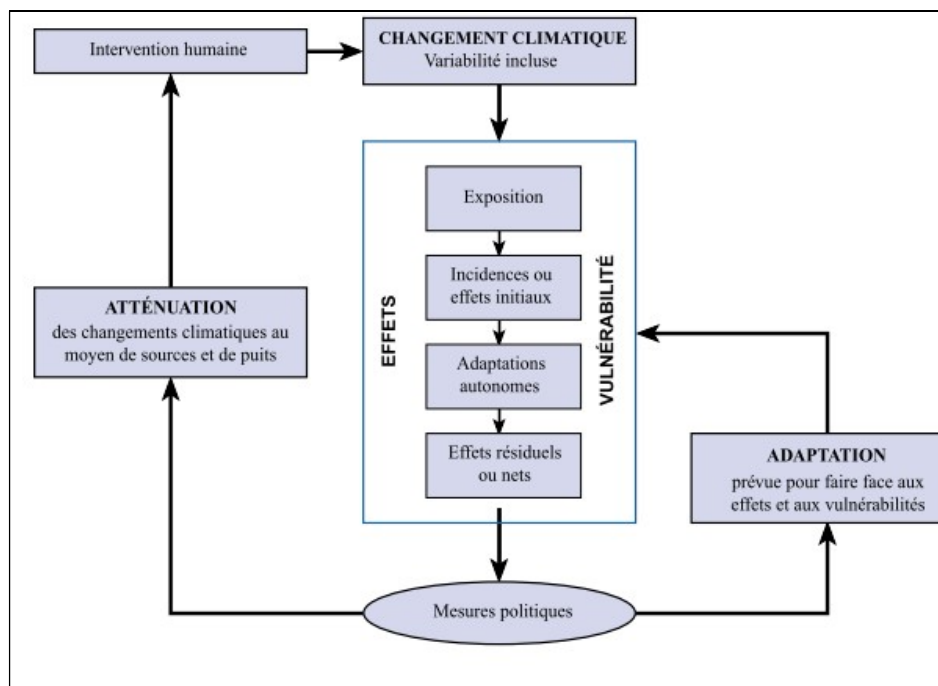 Intervention humaine
CHANGEMENT CLIMATIQUE
Variabilité incluse
Exposition
Incidences ou
effets initiaux
Adaptations
autonomes
Effets résiduels
ou nets
EFFETS
VULNÉRABILITÉ
ATTÉNUATION
des changements climatiques au
moyen de sources et de puits
ADAPTATION
prévue pour faire face aux
effets et aux vulnérabilités
Mesures politiques